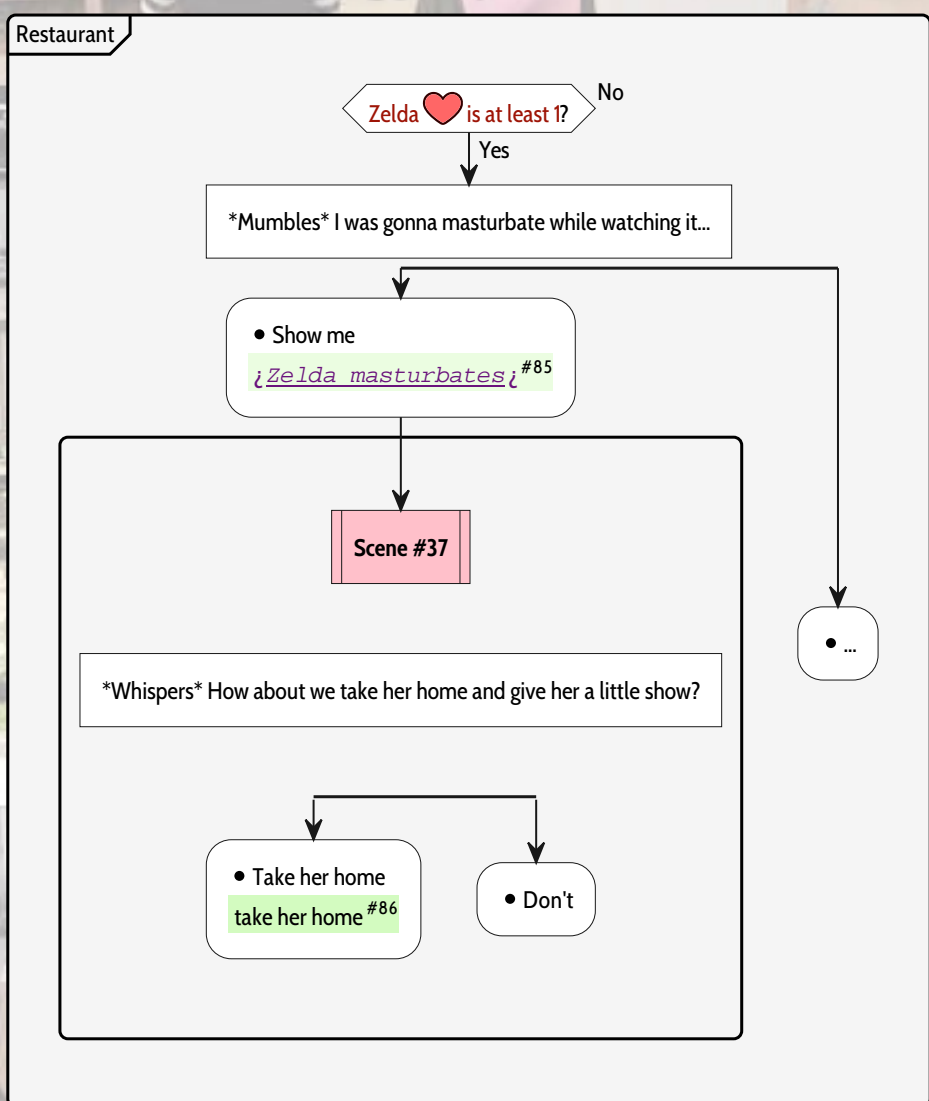 Restaurant
Zelda is at least 1?
No
Yes
*Mumbles* I was gonna masturbate while watching it...
• Show me
¿Zelda masturbates¿ #85
Scene #37
• ...
*Whispers* How about we take her home and give her a little show?
• Take her home
take her home #86
• Don't